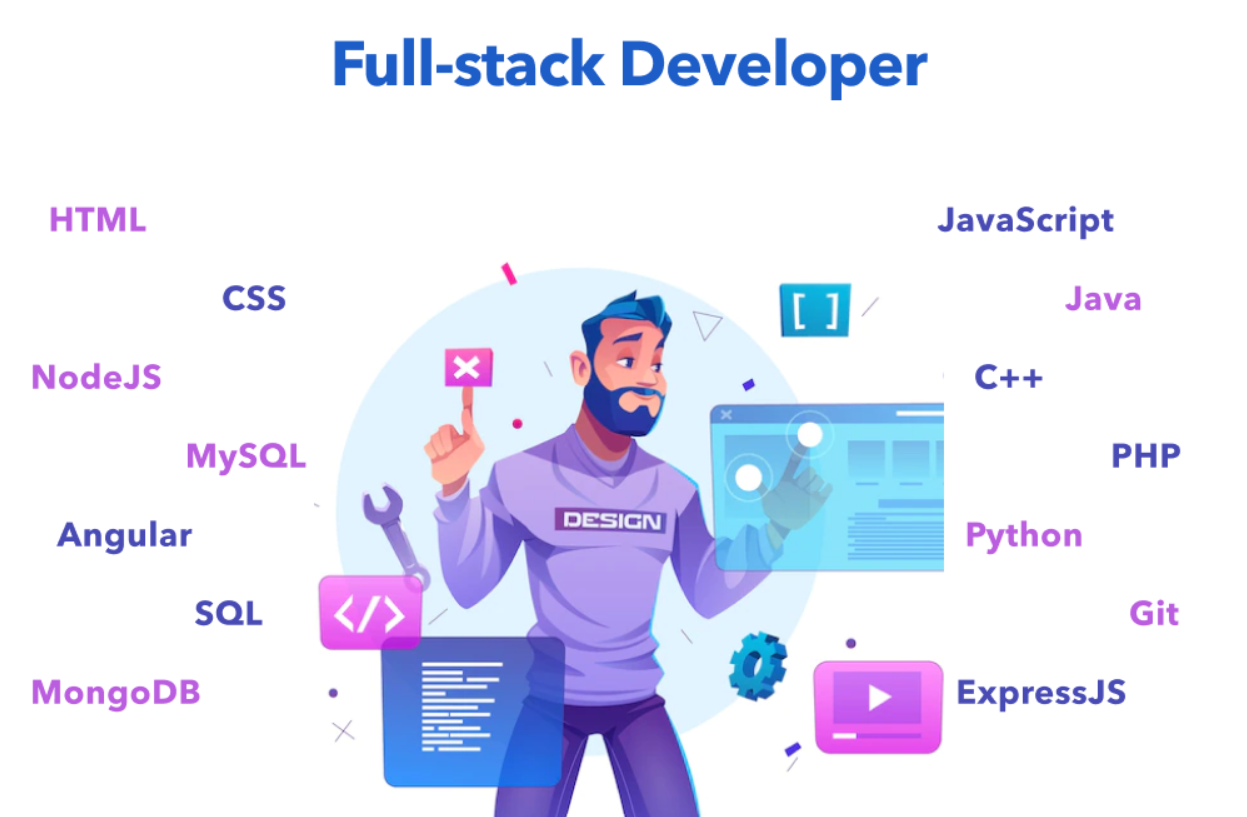 Full-stack Developer
HTML
JavaScript
CSS
Java
NodeJS
C++
MySQL
PHP
DESIGN
Angular
Python
SQL
</>
Git
MongoDB
ExpressJS
[ ]